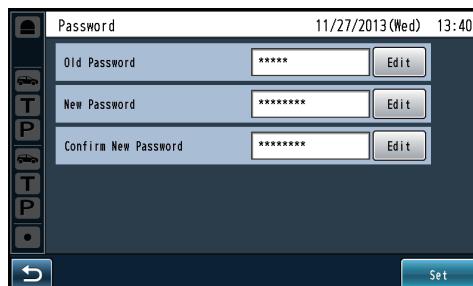 Password 11/27/2013(Wed) 13:40
Old Password ***** Edit
New Password ******** Edit
Confirm New Password ******** Edit
T
P
T
P
Set